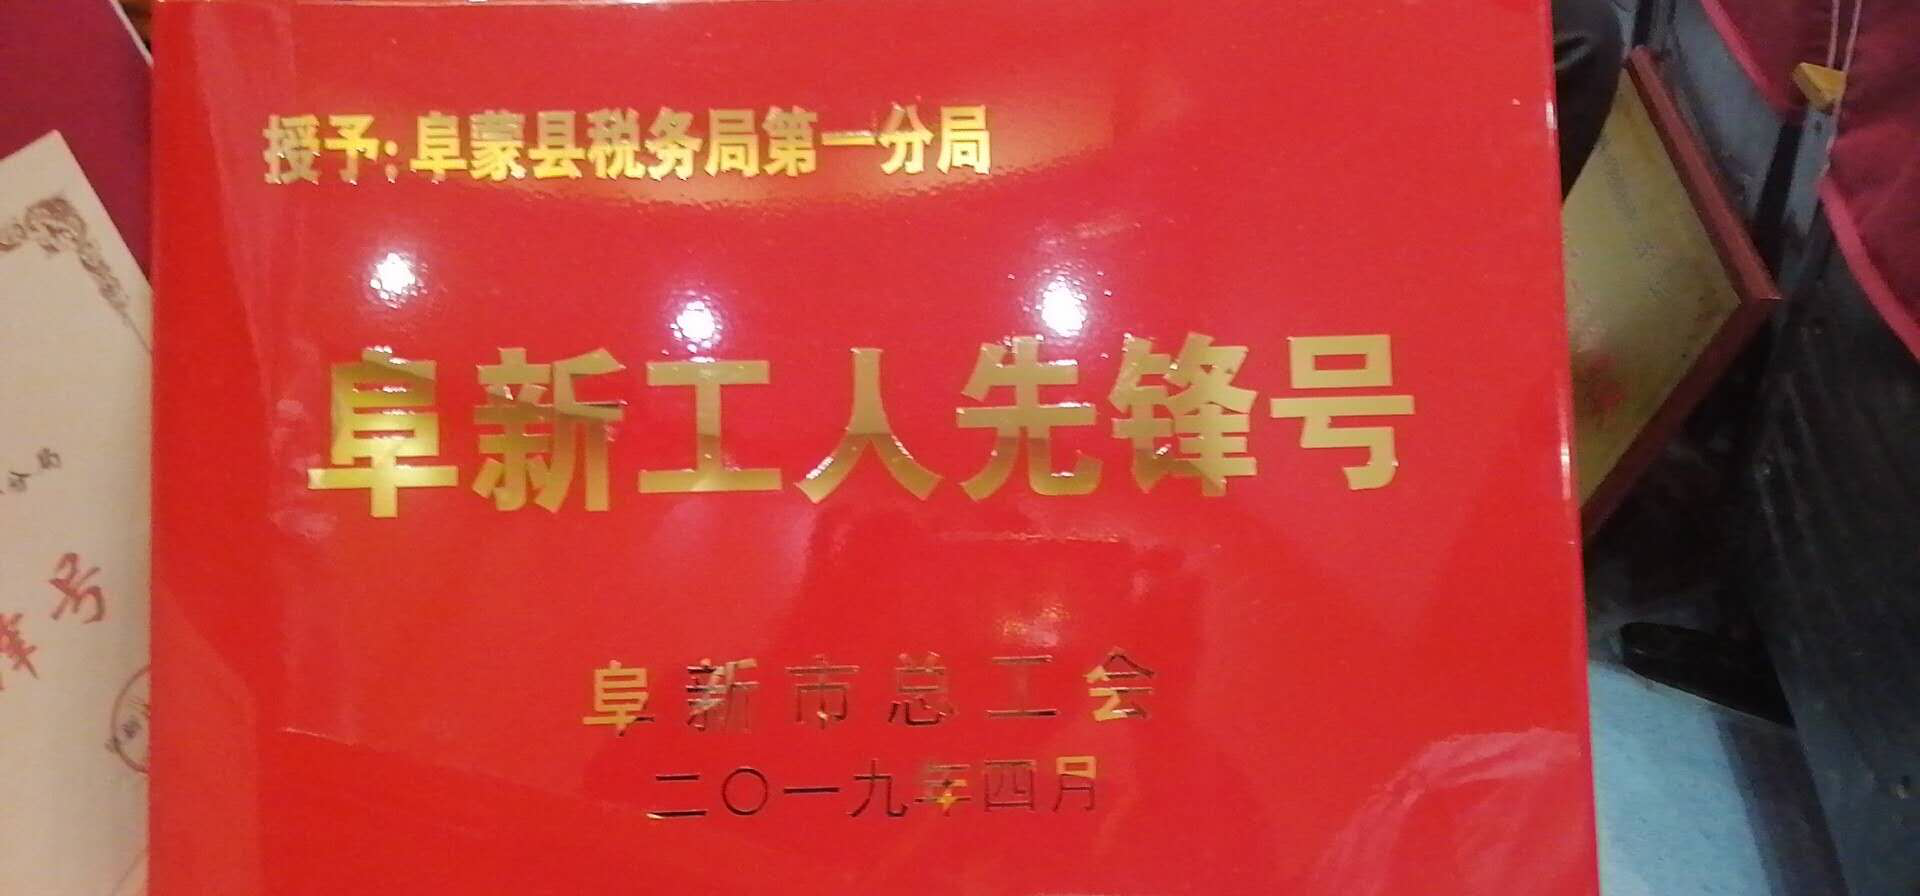 授予:阜蒙县税务局第一分局
阜新工人先锋号
阜新市总工会
二〇一九年四月
号